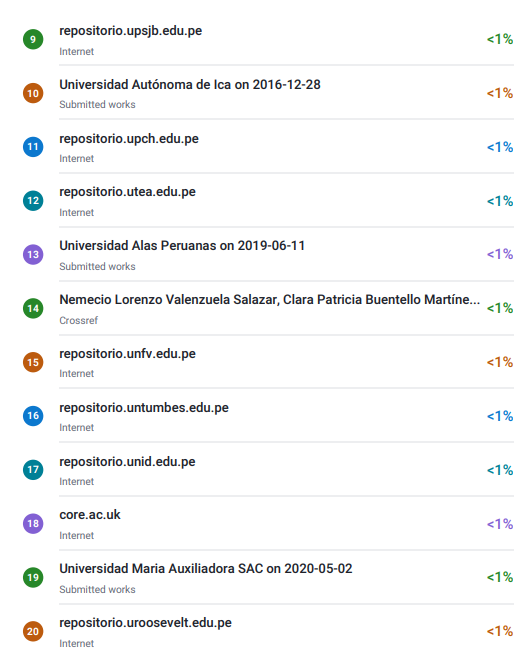 9 repositorio.upsjb.edu.pe <1%
Internet
10 Universidad Autónoma de Ica on 2016-12-28 <1%
Submitted works
11 repositorio.upch.edu.pe <1%
Internet
12 repositorio.utea.edu.pe <1%
Internet
13 Universidad Alas Peruanas on 2019-06-11 <1%
Submitted works
14 Nemecio Lorenzo Valenzuela Salazar, Clara Patricia Buentello Martíne... <1%
Crossref
15 repositorio.unfv.edu.pe <1%
Internet
16 repositorio.untumbes.edu.pe <1%
Internet
17 repositorio.unid.edu.pe <1%
Internet
18 core.ac.uk <1%
Internet
19 Universidad Maria Auxiliadora SAC on 2020-05-02 <1%
Submitted works
20 repositorio.uroosevelt.edu.pe <1%
Internet